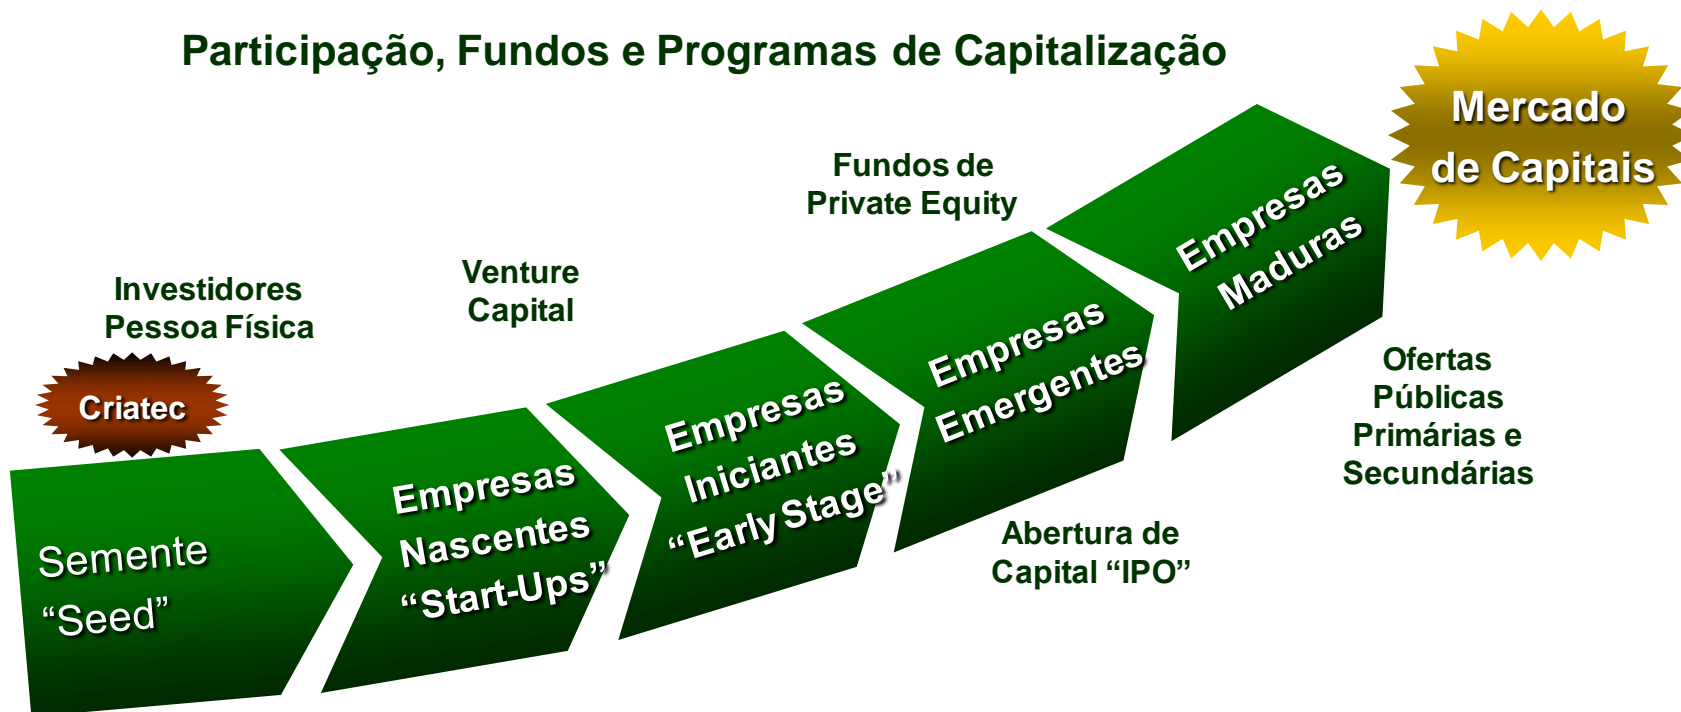 Participação, Fundos e Programas de Capitalização
Mercado
de Capitais
Fundos de
Private Equity
Empresas
Maduras
Venture
Capital
Investidores
Pessoa Física
Criatec
Empresas
Emergentes
Ofertas
Públicas
Primárias e
Secundárias
Empresas
Iniciantes
“Early Stage”
Empresas
Nascentes
“Start-Ups”
Semente
“Seed”
Abertura de
Capital “IPO”